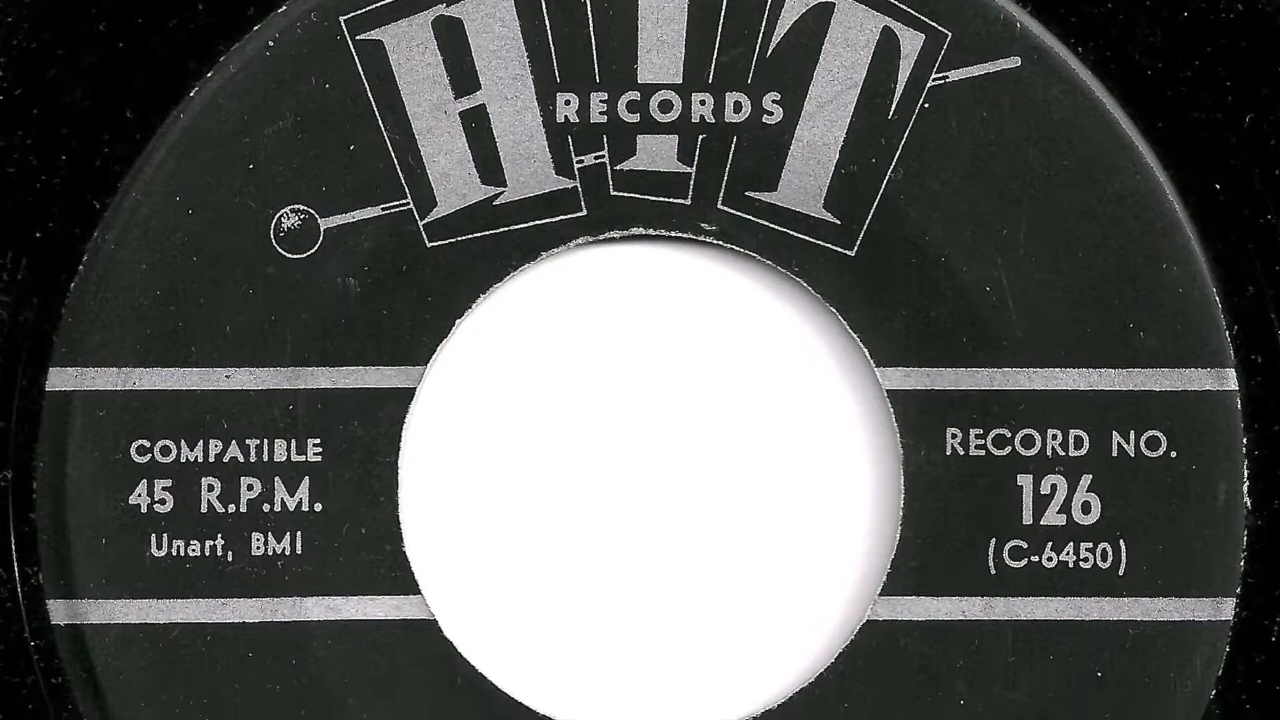 HIT
RECORDS
COMPATIBLE
45 R.P.M.
Unart, BMI
RECORD NO.
126
(C-6450)